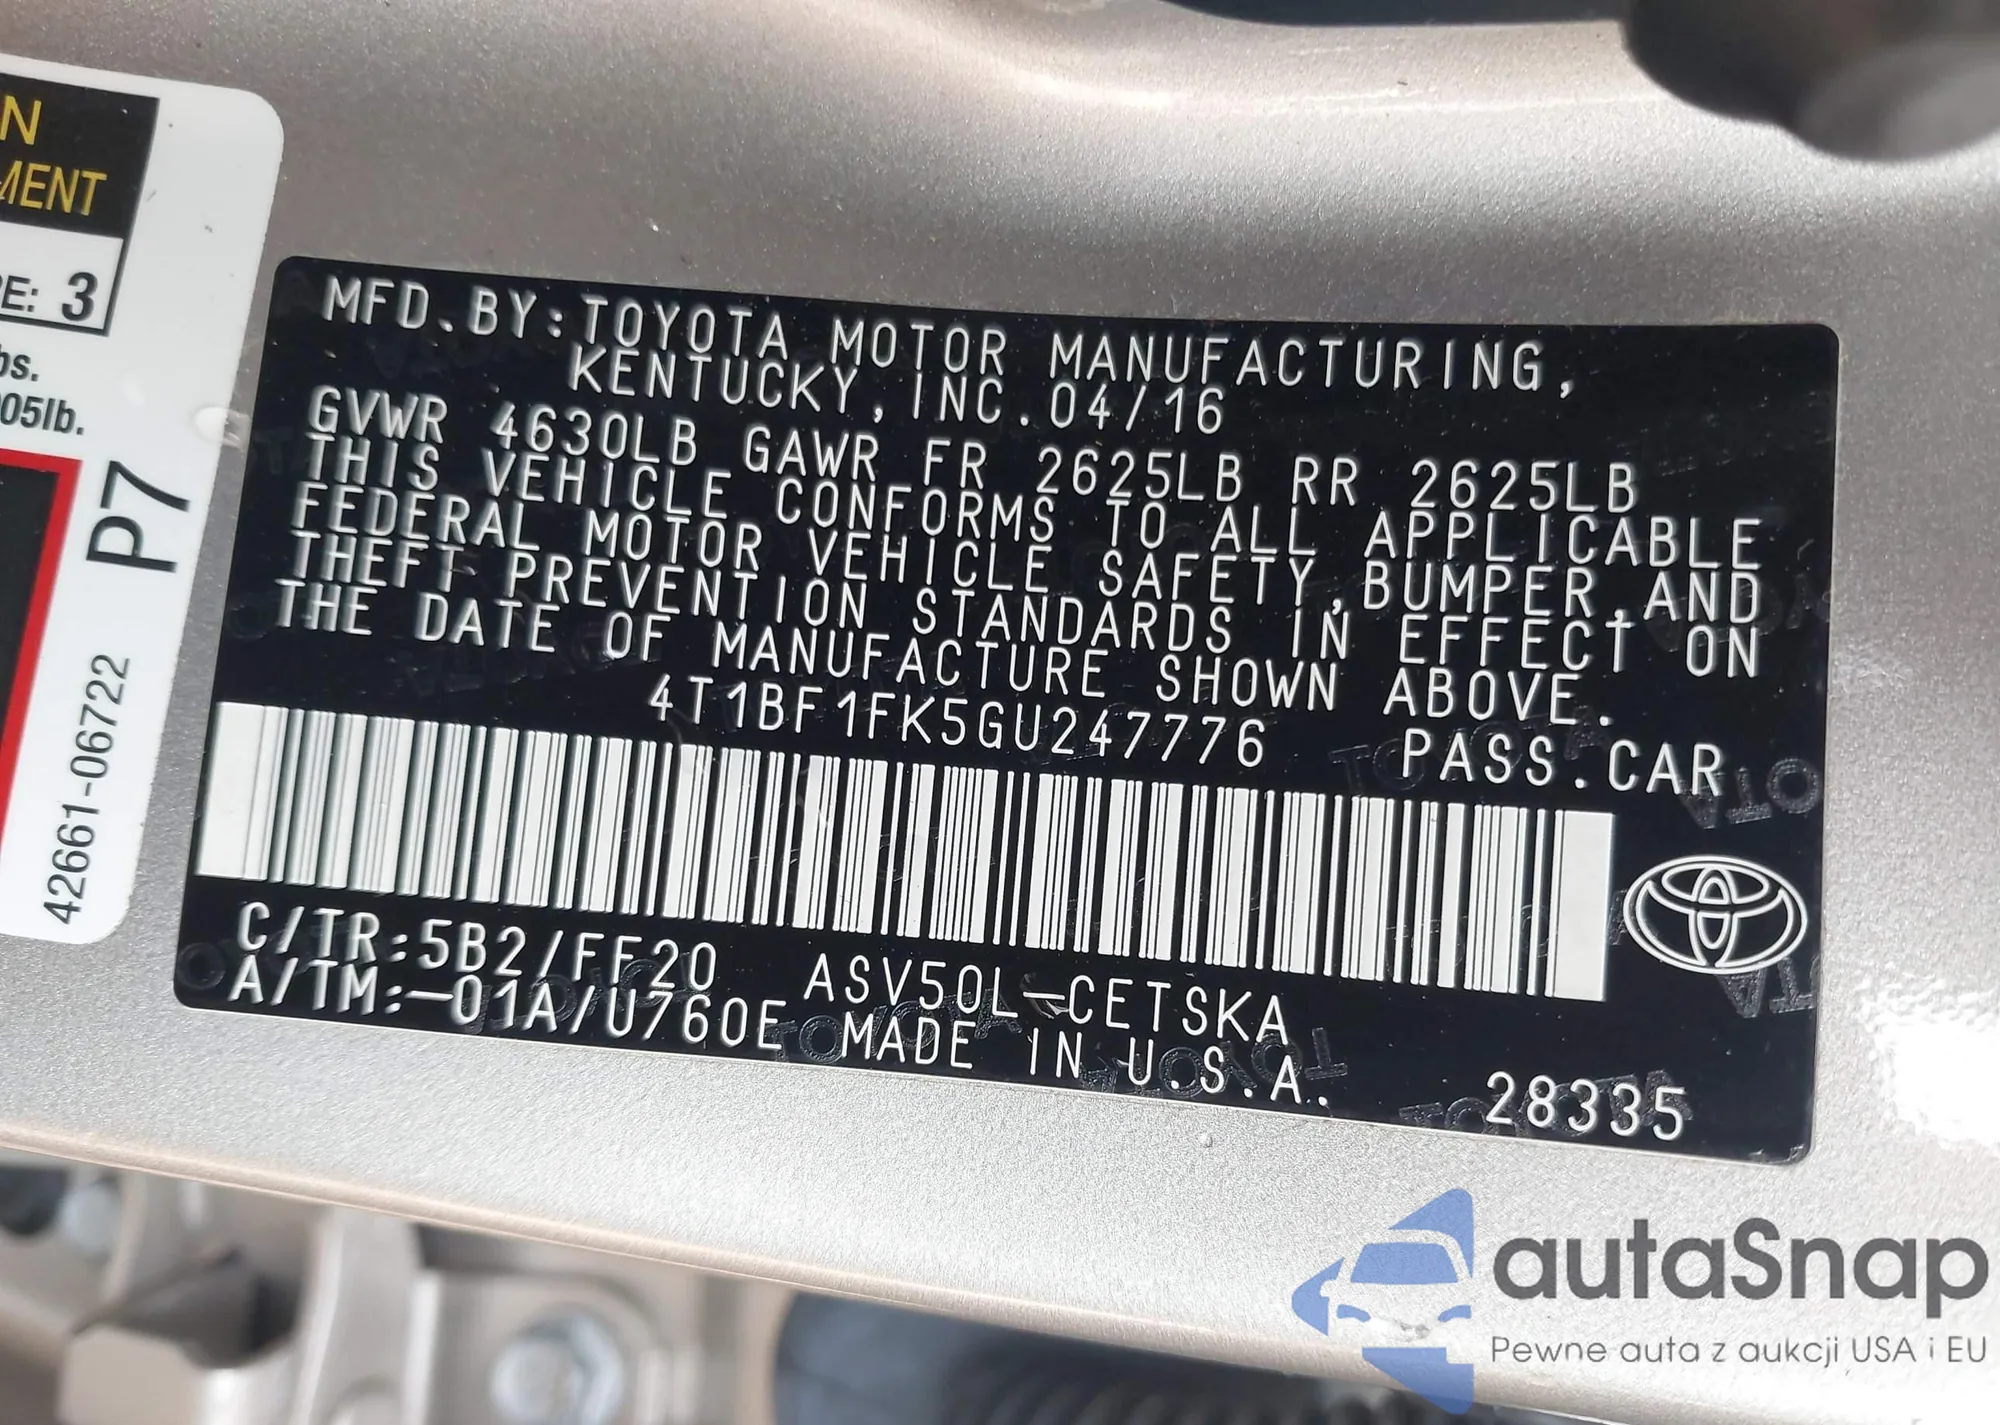 N
MENT
E: 3
bs.
05lb.
P7
42661-06722
MFD.BY:TOYOTA MOTOR MANUFACTURING,
KENTUCKY,INC.04/16
GVWR 4630LB GAWR FR 2625LB RR 2625LB
THIS VEHICLE CONFORMS TO ALL APPLICABLE
FEDERAL MOTOR VEHICLE SAFETY,BUMPER,AND
THEFT PREVENTION STANDARDS IN EFFECT ON
THE DATE OF MANUFACTURE SHOWN ABOVE.
4T1BF1FK5GU247776 PASS.CAR
C/TR:5B2/FF20 ASV50L-CETSKA
A/TM:-01A/U760E MADE IN U.S.A.
28335
autaSnap
Pewne auta z aukcji USA i EU